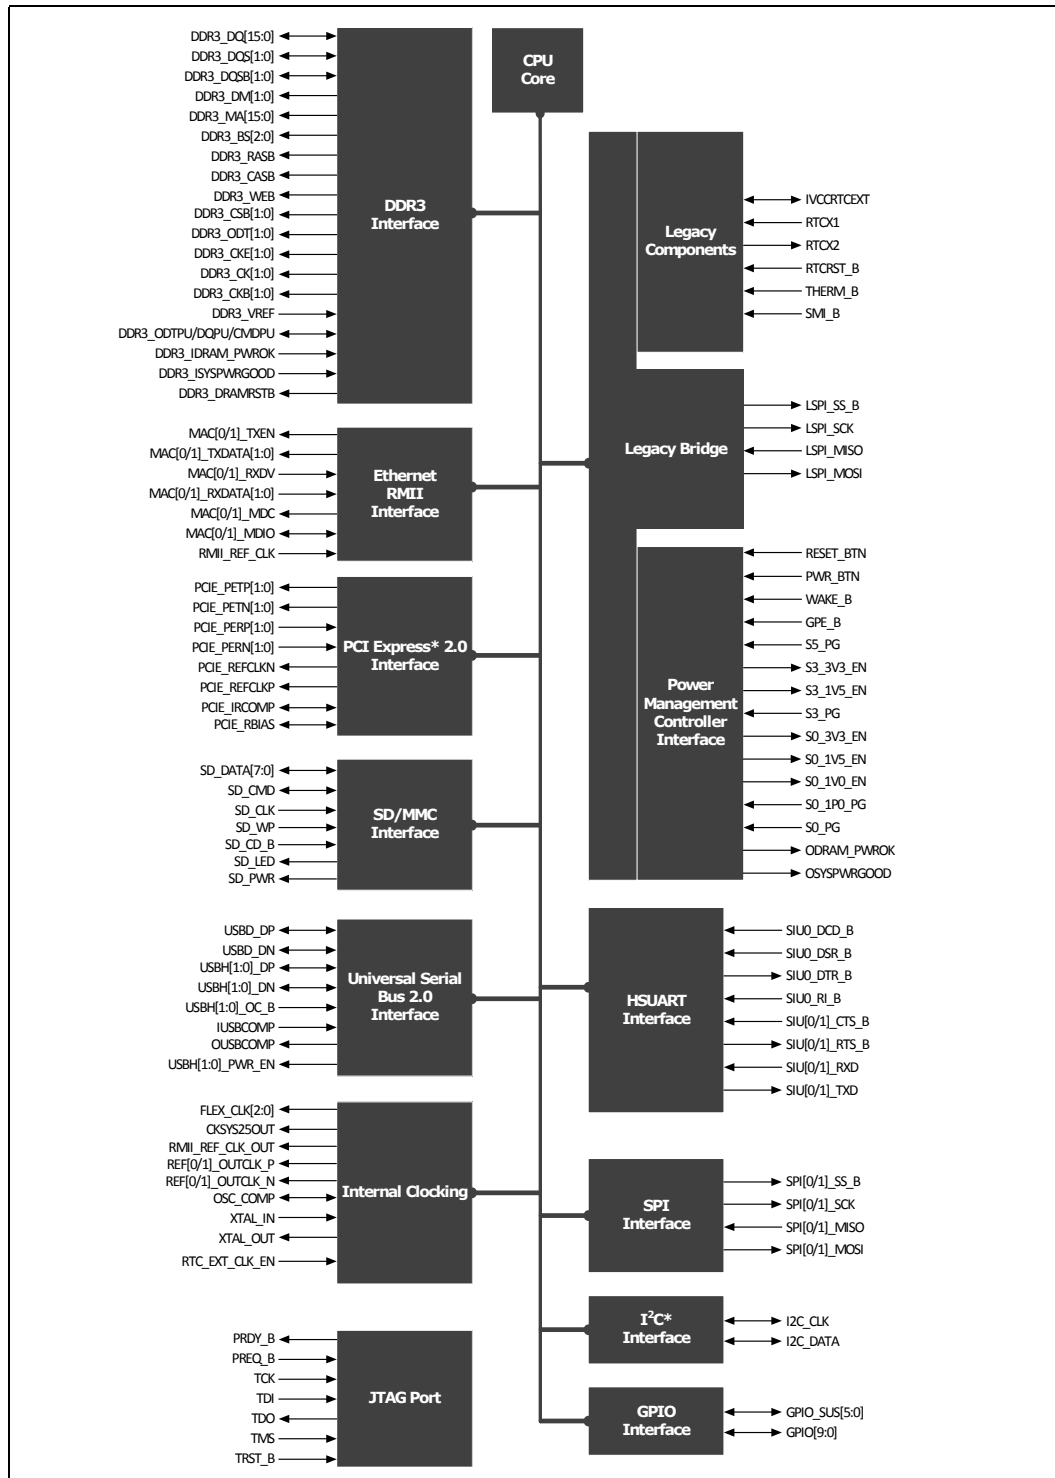 DDR3_DQ[15:0]
DDR3_DQS[1:0]
DDR3_DQSB[1:0]
DDR3_DM[1:0]
DDR3_MA[15:0]
DDR3_BS[2:0]
DDR3_RASB
DDR3_CASB
DDR3_WEB
DDR3_CSB[1:0]
DDR3_ODT[1:0]
DDR3_CKE[1:0]
DDR3_CK[1:0]
DDR3_CKB[1:0]
DDR3_VREF
DDR3_ODTPU/DQPU/CMDPU
DDR3_IDRAM_PWROK
DDR3_ISYSPWRGOOD
DDR3_DRAMRSTB
DDR3
Interface
MAC[0/1]_TXEN
MAC[0/1]_TXDATA[1:0]
MAC[0/1]_RXDV
MAC[0/1]_RXDATA[1:0]
MAC[0/1]_MDC
MAC[0/1]_MDIO
RMII_REF_CLK
Ethernet
RMII
Interface
PCIE_PETP[1:0]
PCIE_PETN[1:0]
PCIE_PERP[1:0]
PCIE_PERN[1:0]
PCIE_REFCLKN
PCIE_REFCLKP
PCIE_IRCOMP
PCIE_RBIAS
PCI Express* 2.0
Interface
SD_DATA[7:0]
SD_CMD
SD_CLK
SD_WP
SD_CD_B
SD_LED
SD_PWR
SD/MMC
Interface
USBD_DP
USBD_DN
USBH[1:0]_DP
USBH[1:0]_DN
USBH[1:0]_OC_B
IUSBCOMP
OUSBCOMP
USBH[1:0]_PWR_EN
Universal Serial
Bus 2.0
Interface
FLEX_CLK[2:0]
CKSYS25OUT
RMII_REF_CLK_OUT
REF[0/1]_OUTCLK_P
REF[0/1]_OUTCLK_N
OSC_COMP
XTAL_IN
XTAL_OUT
RTC_EXT_CLK_EN
Internal Clocking
PRDY_B
PREQ_B
TCK
TDI
TDO
TMS
TRST_B
JTAG Port
CPU
Core
Legacy
Components
IVCCRTCEXT
RTCX1
RTCX2
RTCRST_B
THERM_B
SMI_B
Legacy Bridge
LSPI_SS_B
LSPI_SCK
LSPI_MISO
LSPI_MOSI
Power
Management
Controller
Interface
RESET_BTN
PWR_BTN
WAKE_B
GPE_B
S5_PG
S3_3V3_EN
S3_1V5_EN
S3_PG
S0_3V3_EN
S0_1V5_EN
S0_1V0_EN
S0_1P0_PG
S0_PG
ODRAM_PWROK
OSYSPWRGOOD
HSUART
Interface
SIU0_DCD_B
SIU0_DSR_B
SIU0_DTR_B
SIU0_RI_B
SIU[0/1]_CTS_B
SIU[0/1]_RTS_B
SIU[0/1]_RXD
SIU[0/1]_TXD
SPI
Interface
SPI[0/1]_SS_B
SPI[0/1]_SCK
SPI[0/1]_MISO
SPI[0/1]_MOSI
I²C*
Interface
I2C_CLK
I2C_DATA
GPIO
Interface
GPIO_SUS[5:0]
GPIO[9:0]